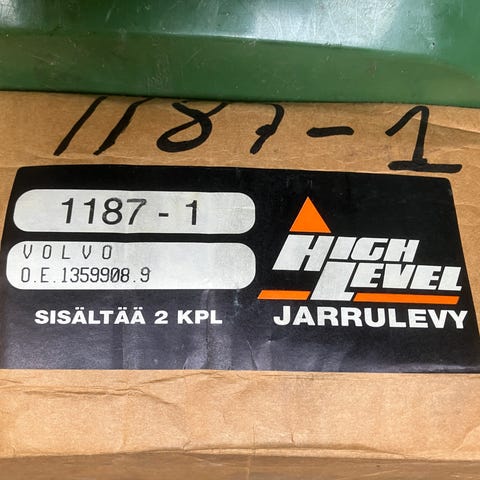 1187-1
1187-1
VOLVO
O.E.1359908.9
SISÄLTÄÄ 2 KPL
HIGH
LEVEL
JARRULEVY